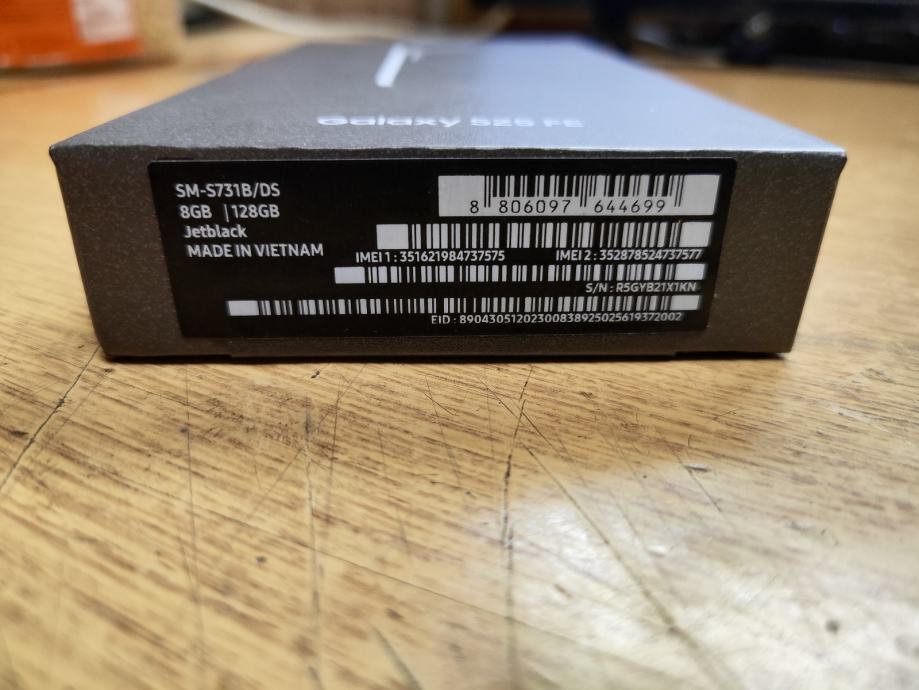 Galaxy S25 FE
SM-S731B/DS
8GB | 128GB
Jetblack
MADE IN VIETNAM
8 806097 644699
IMEI 1 : 351621984737575
IMEI 2 : 352878524737577
S/N : R5GYB21X1KN
EID : 89043051202300838925025619372002